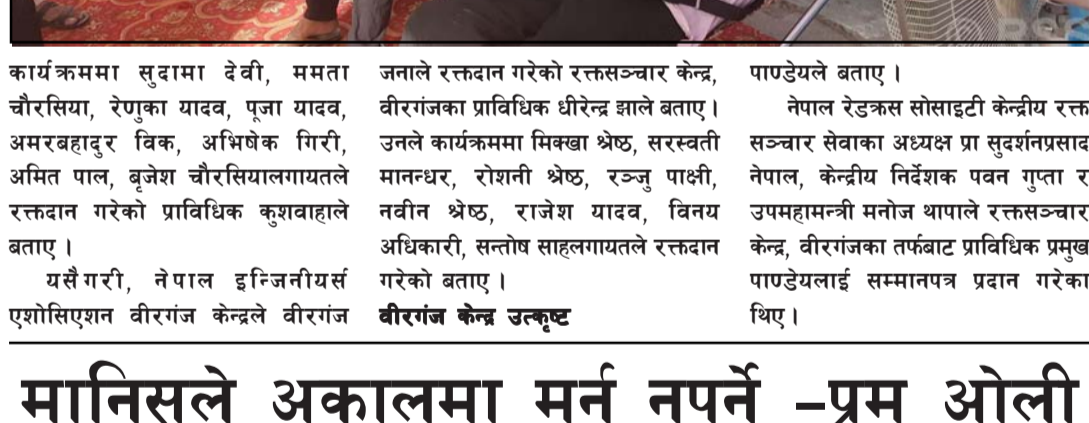 कार्यक्रममा सुदामा देवी, ममता
चौरसिया, रेणुका यादव, पूजा यादव,
अमरबहादुर विक, अभिषेक गिरी,
अमित पाल, बृजेश चौरसियालगायतले
रक्तदान गरेको प्राविधिक कुशवाहाले
बताए ।
यसैगरी, नेपाल इन्जिनीयर्स
एशोसिएशन वीरगंज केन्द्रले वीरगंज
जनाले रक्तदान गरेको रक्तसञ्चार केन्द्र,
वीरगंजका प्राविधिक धीरेन्द्र झाले बताए ।
उनले कार्यक्रममा मिक्खा श्रेष्ठ, सरस्वती
मानन्धर, रोशनी श्रेष्ठ, रञ्जु पाक्षी,
नवीन श्रेष्ठ, राजेश यादव, विनय
अधिकारी, सन्तोष साहलगायतले रक्तदान
गरेको बताए ।
वीरगंज केन्द्र उत्कृष्ट
पाण्डेयले बताए ।
नेपाल रेडक्रस सोसाइटी केन्द्रीय रक्त
सञ्चार सेवाका अध्यक्ष प्रा सुदर्शनप्रसाद
नेपाल, केन्द्रीय निर्देशक पवन गुप्ता र
उपमहामन्त्री मनोज थापाले रक्तसञ्चार
केन्द्र, वीरगंजका तर्फबाट प्राविधिक प्रमुख
पाण्डेयलाई सम्मानपत्र प्रदान गरेका
थिए ।
मानिसले अकालमा मर्न नपर्ने –प्रम ओली